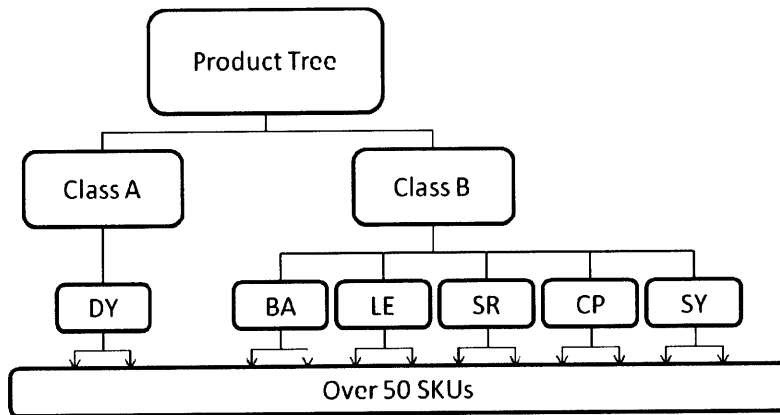 Product Tree
Class A
Class B
DY
BA
LE
SR
CP
SY
Over 50 SKUs